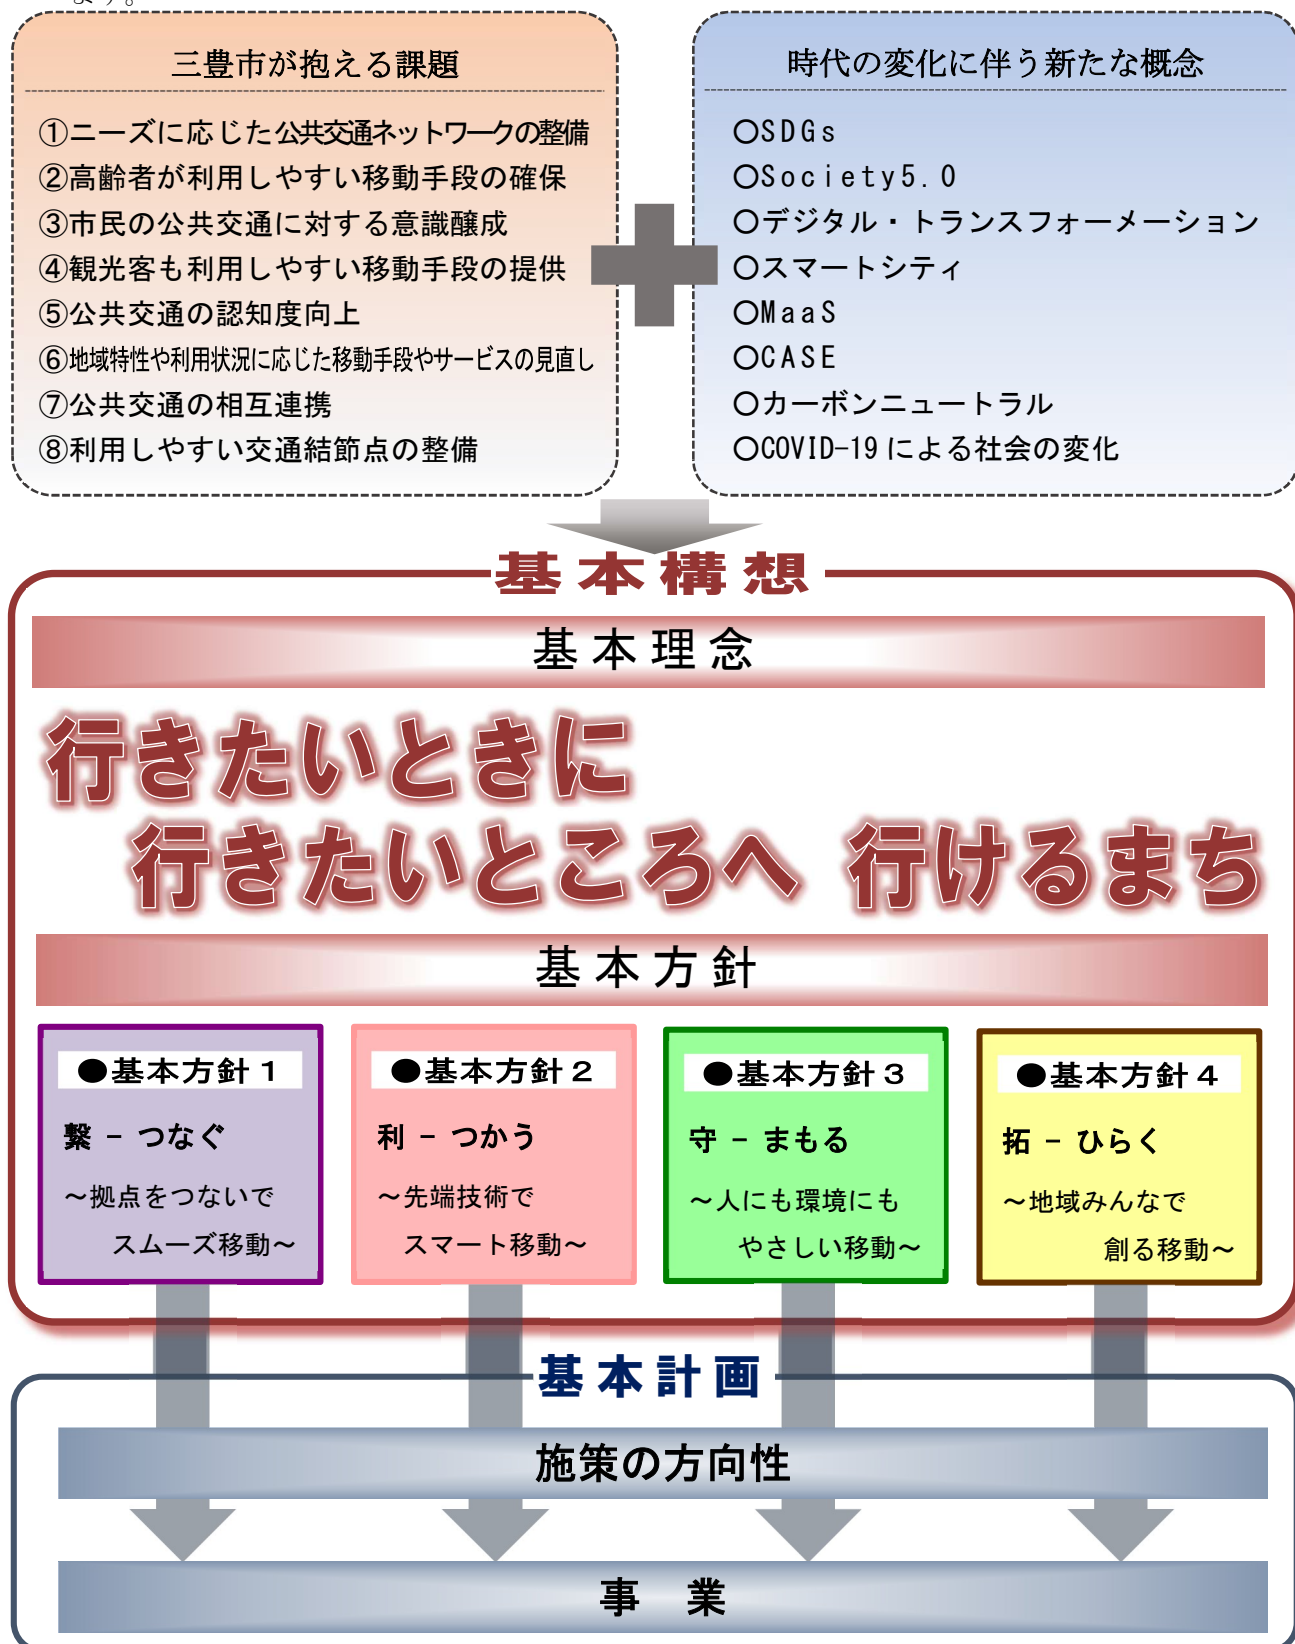 ます。
三豊市が抱える課題
①ニーズに応じた公共交通ネットワークの整備
②高齢者が利用しやすい移動手段の確保
③市民の公共交通に対する意識醸成
④観光客も利用しやすい移動手段の提供
⑤公共交通の認知度向上
⑥地域特性や利用状況に応じた移動手段やサービスの見直し
⑦公共交通の相互連携
⑧利用しやすい交通結節点の整備
時代の変化に伴う新たな概念
○SDGs
○Society5.0
○デジタル・トランスフォーメーション
○スマートシティ
○MaaS
○CASE
○カーボンニュートラル
○COVID-19による社会の変化
基本構想
基本理念
行きたいときに
行きたいところへ 行けるまち
基本方針
●基本方針1
繋 - つなぐ
～拠点をつないで
スムーズ移動～
●基本方針2
利 - つかう
～先端技術で
スマート移動～
●基本方針3
守 - まもる
～人にも環境にも
やさしい移動～
●基本方針4
拓 - ひらく
～地域みんなで
創る移動～
基本計画
施策の方向性
事 業